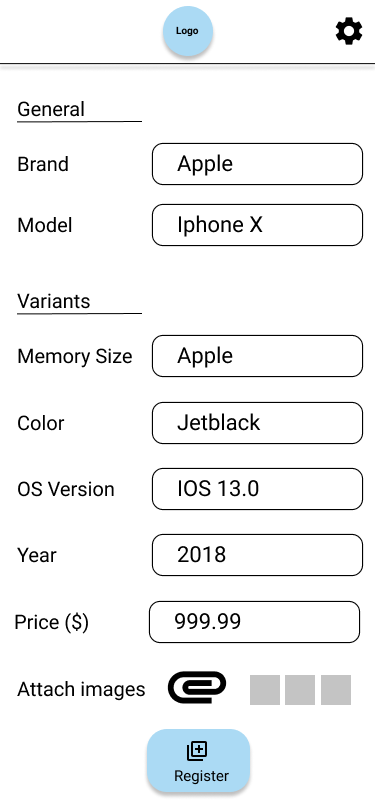 Logo
General
Brand Apple
Model Iphone X
Variants
Memory Size Apple
Color Jetblack
OS Version IOS 13.0
Year 2018
Price ($) 999.99
Attach images
Register